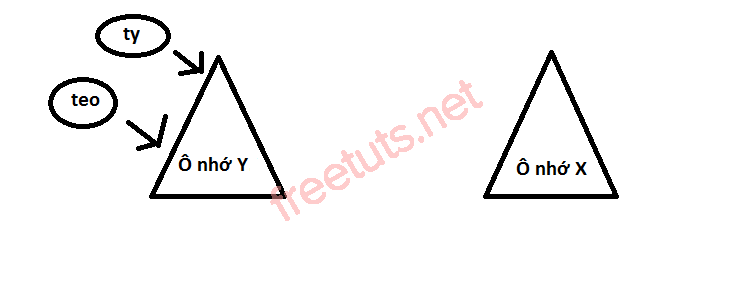 ty
teo
Ô nhớ Y
Ô nhớ X
freetuts.net